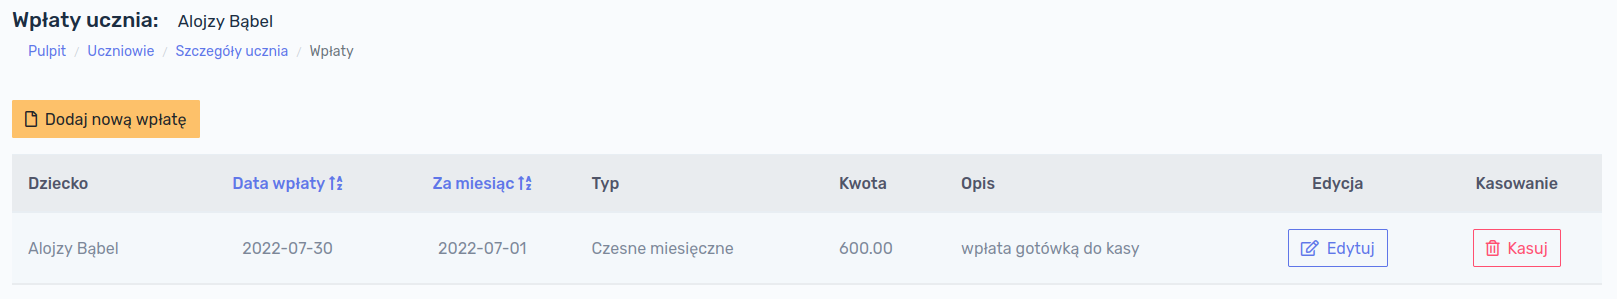 Wpłaty ucznia: Alojzy Bąbel
Pulpit / Uczniowie / Szczegóły ucznia / Wpłaty
Dodaj nową wpłatę
Dziecko Data wpłaty Za miesiąc Typ Kwota Opis Edycja Kasowanie
Alojzy Bąbel 2022-07-30 2022-07-01 Czesne miesięczne 600.00 wpłata gotówką do kasy Edytuj Kasuj